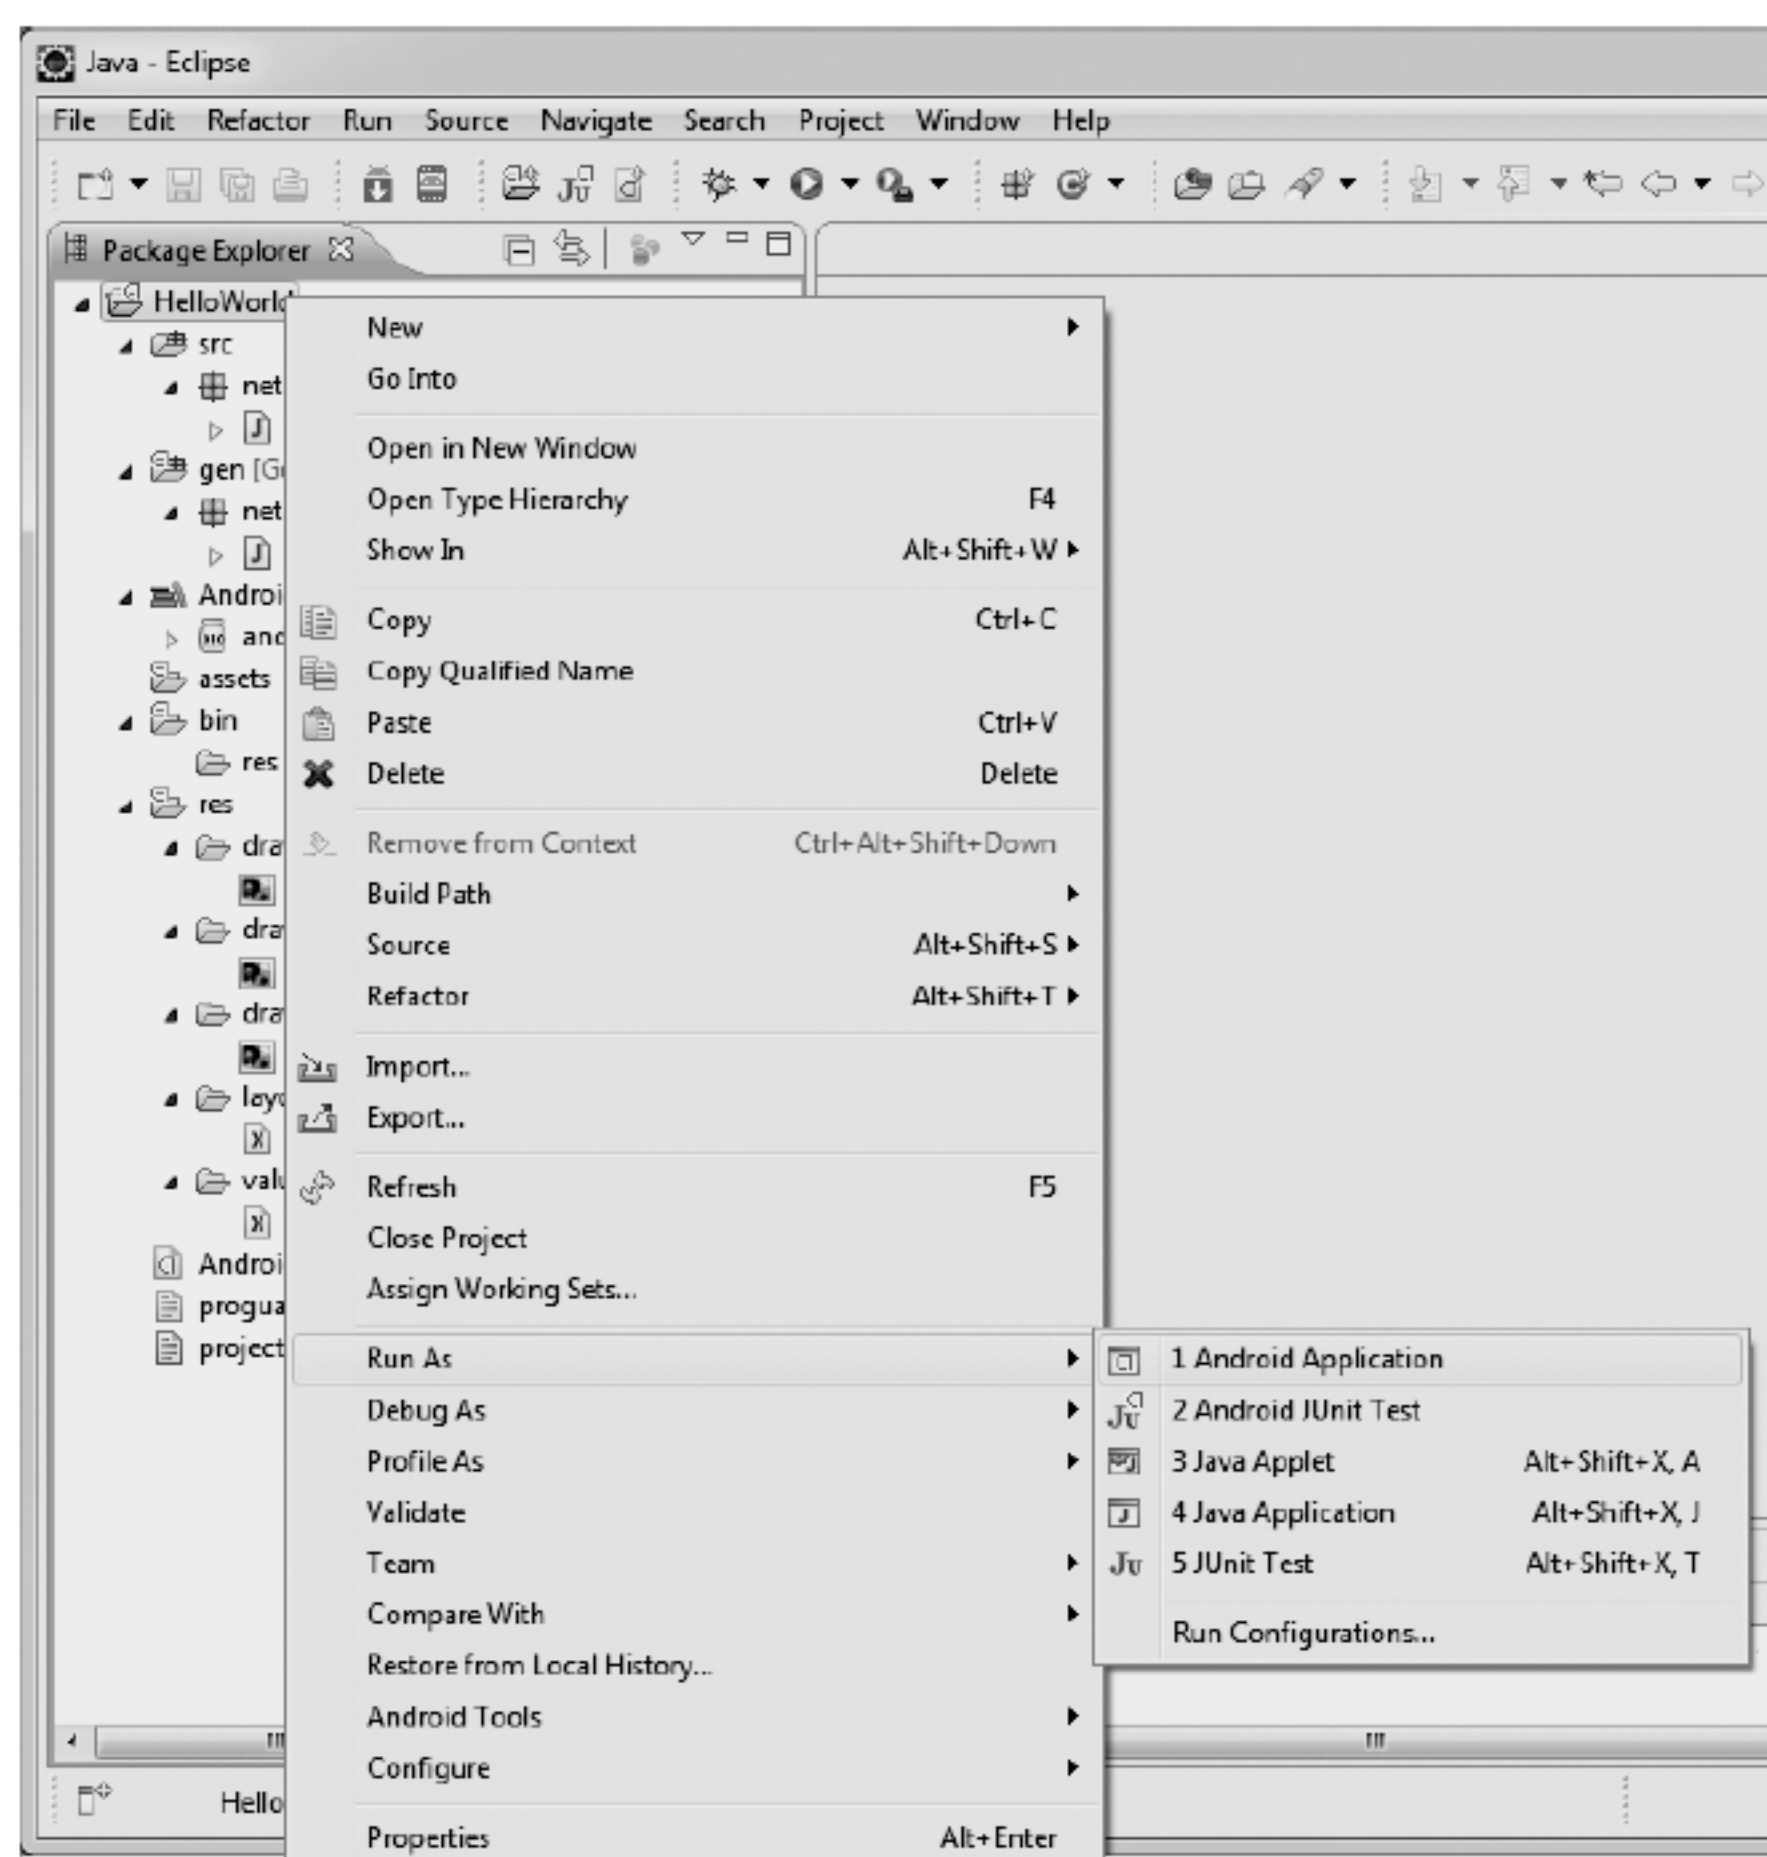 Java - Eclipse
File Edit Refactor Run Source Navigate Search Project Window Help
Package Explorer
HelloWorld
src
net
gen [G
net
Androi
and
assets
bin
res
res
dra
dra
dra
layo
valu
Androi
progua
project
Hello
New
Go Into
Open in New Window
Open Type Hierarchy F4
Show In Alt+Shift+W
Copy Ctrl+C
Copy Qualified Name
Paste Ctrl+V
Delete Delete
Remove from Context Ctrl+Alt+Shift+Down
Build Path
Source Alt+Shift+S
Refactor Alt+Shift+T
Import...
Export...
Refresh F5
Close Project
Assign Working Sets...
Run As
Debug As
Profile As
Validate
Team
Compare With
Restore from Local History...
Android Tools
Configure
Properties Alt+Enter
1 Android Application
2 Android JUnit Test
3 Java Applet Alt+Shift+X, A
4 Java Application Alt+Shift+X, J
5 JUnit Test Alt+Shift+X, T
Run Configurations...